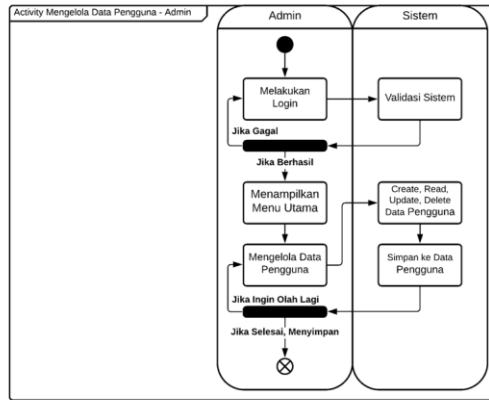 Activity Mengelola Data Pengguna - Admin
Admin
Sistem
Melakukan
Login
Validasi Sistem
Jika Gagal
Jika Berhasil
Menampilkan
Menu Utama
Create, Read,
Update, Delete
Data Pengguna
Mengelola Data
Pengguna
Simpan ke Data
Pengguna
Jika Ingin Olah Lagi
Jika Selesai, Menyimpan